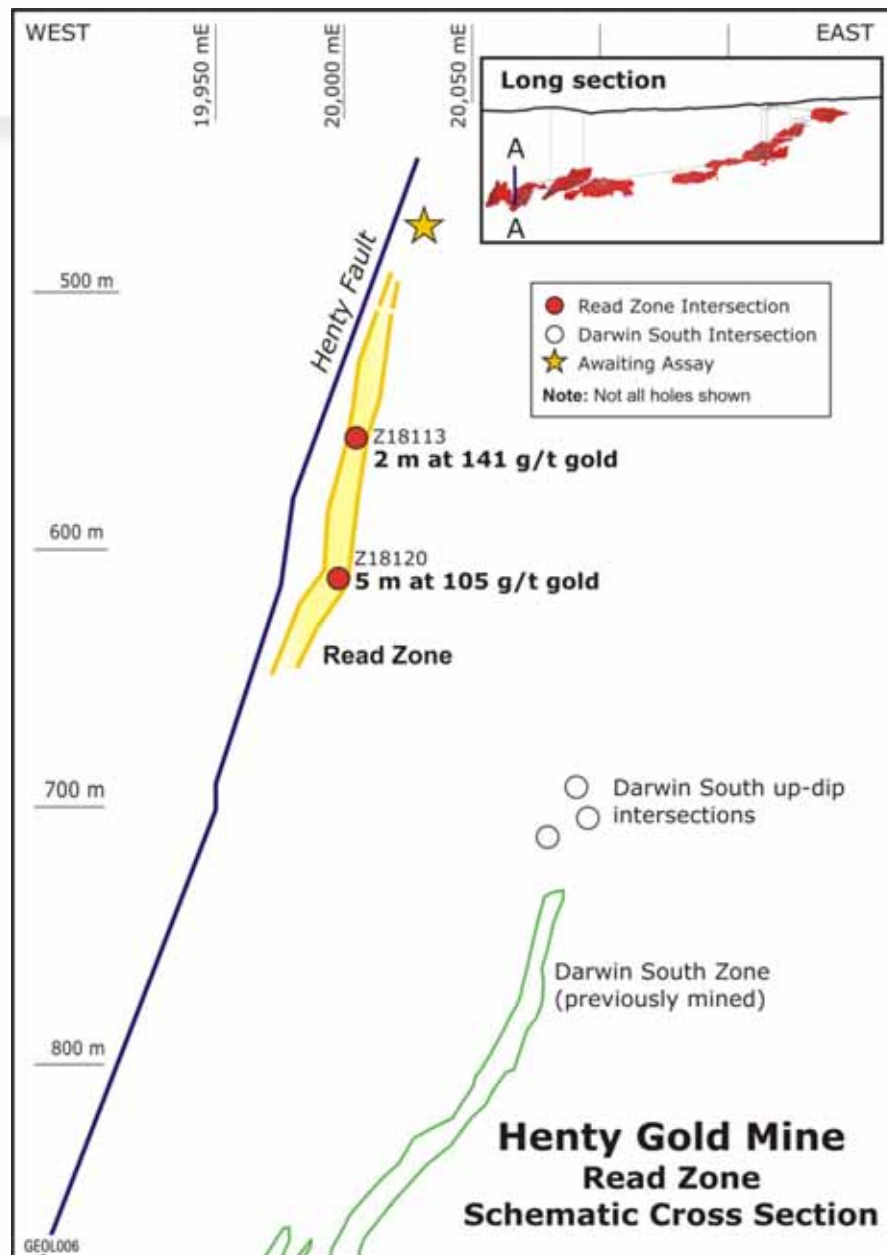 WEST
EAST
19,950 mE
20,000 mE
20,050 mE
Long section
A
A
Henty Fault
500 m
Read Zone Intersection
Darwin South Intersection
Awaiting Assay
Note: Not all holes shown
Z18113
2 m at 141 g/t gold
600 m
Z18120
5 m at 105 g/t gold
Read Zone
700 m
Darwin South up-dip
intersections
Darwin South Zone
(previously mined)
800 m
Henty Gold Mine
Read Zone
Schematic Cross Section
GEOL006